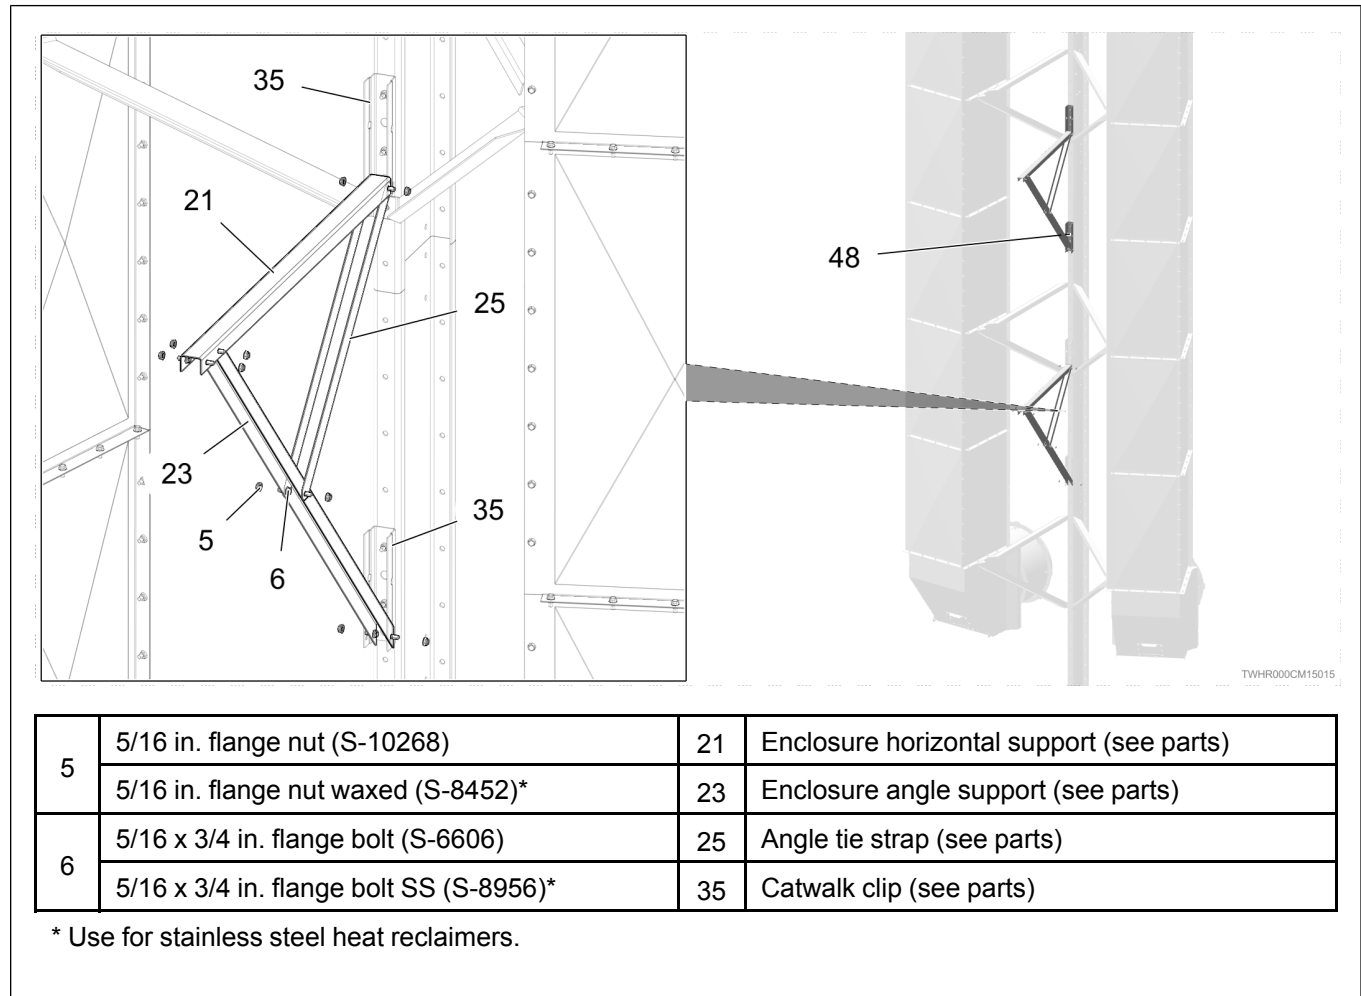 35
21
25
48
23
5
35
6
TWHR000CM15015
5 5/16 in. flange nut (S-10268) 21 Enclosure horizontal support (see parts)
5/16 in. flange nut waxed (S-8452)* 23 Enclosure angle support (see parts)
6 5/16 x 3/4 in. flange bolt (S-6606) 25 Angle tie strap (see parts)
5/16 x 3/4 in. flange bolt SS (S-8956)* 35 Catwalk clip (see parts)
* Use for stainless steel heat reclaimers.